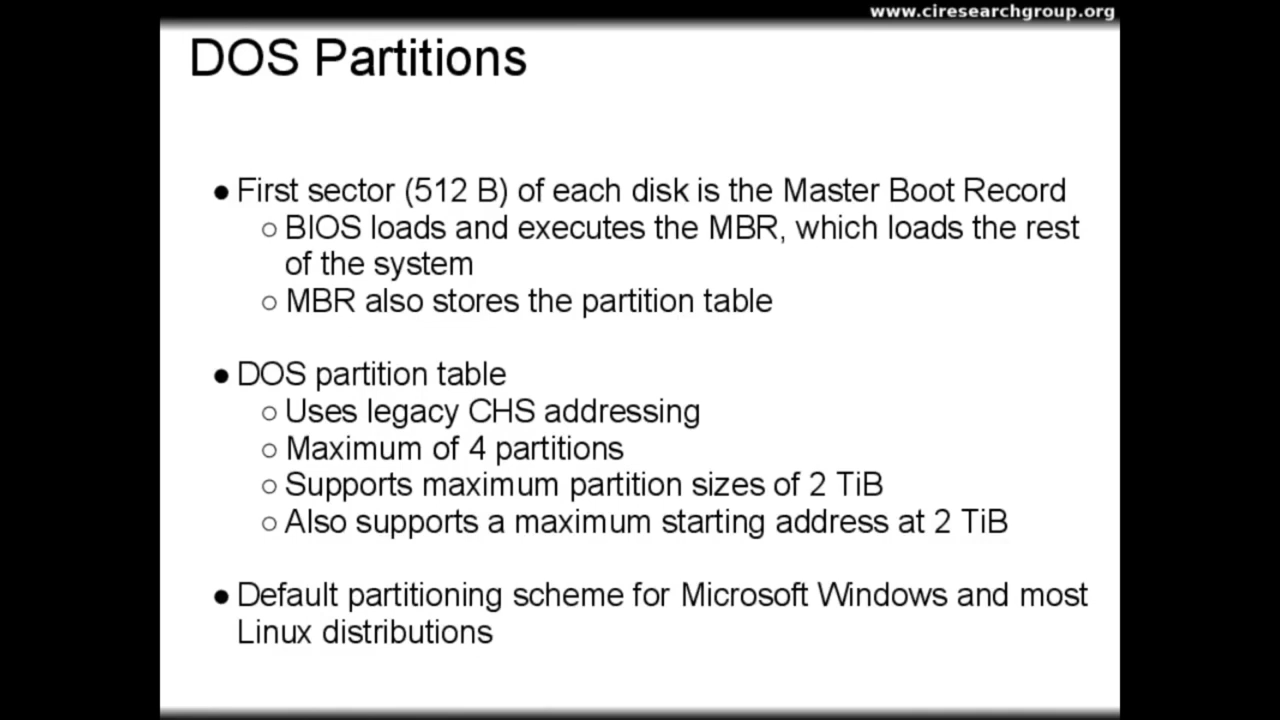 www.ciresearchgroup.org
DOS Partitions
● First sector (512 B) of each disk is the Master Boot Record
○ BIOS loads and executes the MBR, which loads the rest
of the system
○ MBR also stores the partition table
● DOS partition table
○ Uses legacy CHS addressing
○ Maximum of 4 partitions
○ Supports maximum partition sizes of 2 TiB
○ Also supports a maximum starting address at 2 TiB
● Default partitioning scheme for Microsoft Windows and most
Linux distributions